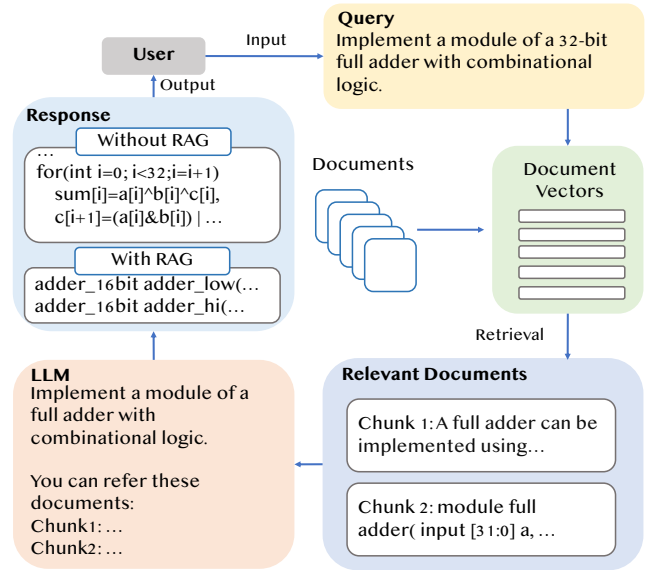 User
Input
Output
Query
Implement a module of a 32-bit
full adder with combinational
logic.
Response
Without RAG
...
for(int i=0; i<32;i=i+1)
sum[i]=a[i]^b[i]^c[i],
c[i+1]=(a[i]&b[i]) | ...
With RAG
adder_16bit adder_low(...
adder_16bit adder_hi(...
Documents
Document
Vectors
Retrieval
LLM
Implement a module of a
full adder with
combinational logic.
You can refer these
documents:
Chunk1: ...
Chunk2: ...
Relevant Documents
Chunk 1: A full adder can be
implemented using...
Chunk 2: module full
adder( input [31:0] a, ...